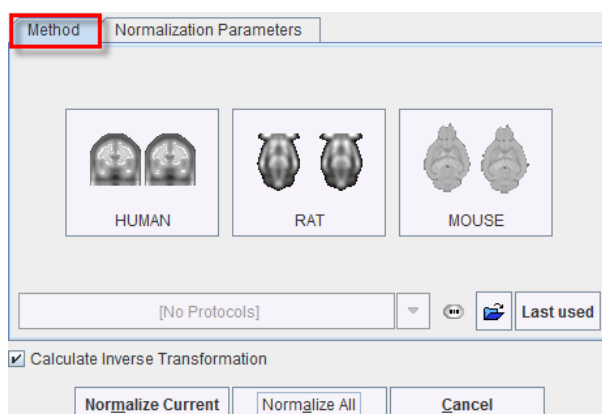 Method Normalization Parameters
HUMAN RAT MOUSE
[No Protocols] Last used
Calculate Inverse Transformation
Normalize Current Normalize All Cancel